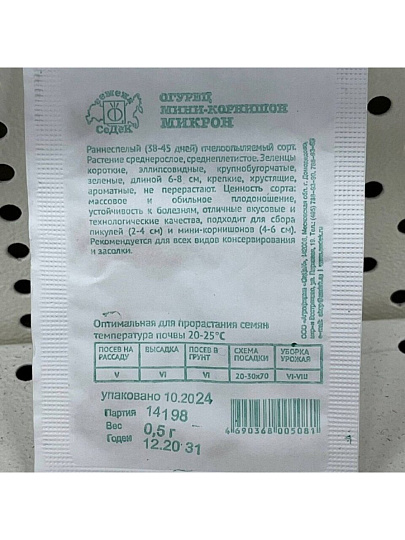 семена
СеДеК
ОГУРЕЦ
МИНИ-КОРНИШОН
МИКРОН
Раннеспелый (38-45 дней) пчелоопыляемый сорт.
Растение среднерослое, среднеплетистое. Зеленцы
короткие, эллипсовидные, крупнобугорчатые,
зеленые, длиной 6-8 см, крепкие, хрустящие,
ароматные, не перерастают. Ценность сорта:
массовое и обильное плодоношение,
устойчивость к болезням, отличные вкусовые и
технологические качества, подходит для сбора
пикулей (2-4 см) и мини-корнишонов (4-6 см).
Рекомендуется для всех видов консервирования
и засолки.
Оптимальная для прорастания семян
температура почвы 20-25°С
ПОСЕВ НА РАССАДУ
ВЫСАДКА
ПОСЕВ В ГРУНТ
СХЕМА ПОСАДКИ
УБОРКА УРОЖАЯ
V
VI
VI
20-30х70
VI-VIII
упаковано 10.2024
Партия 14198
Вес 0,5 г
Годен 12.2031
4 690368 005081